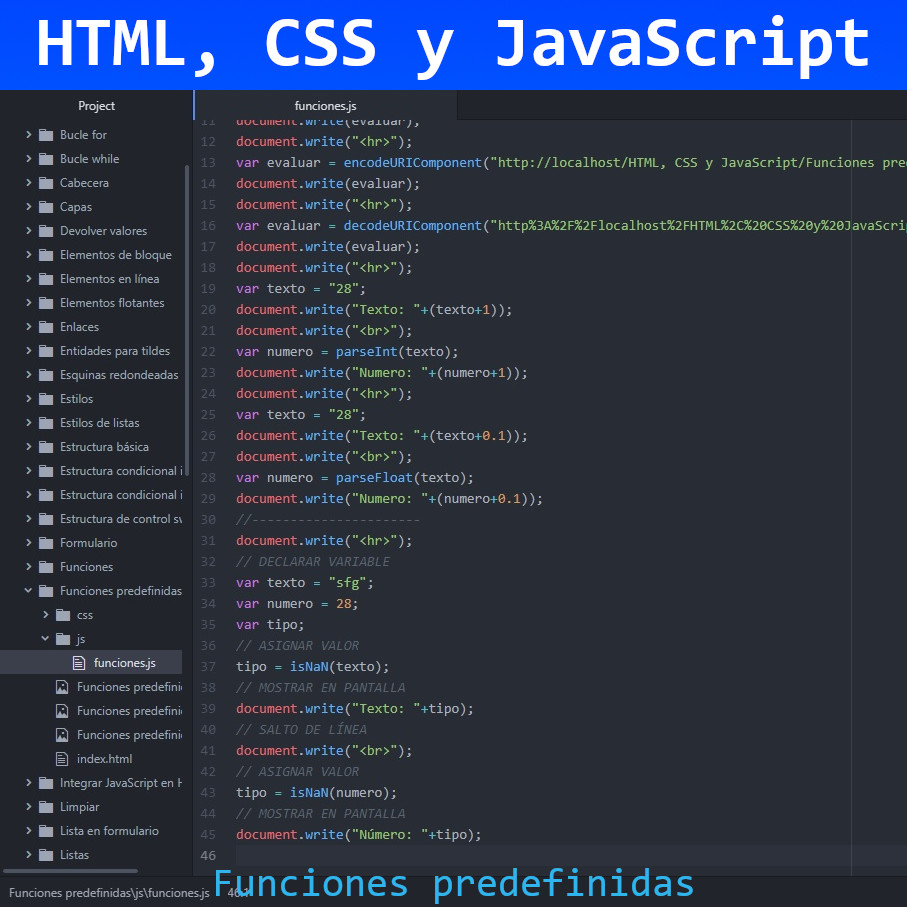 HTML, CSS y JavaScript
Project
Bucle for
Bucle while
Cabecera
Capas
Devolver valores
Elementos de bloque
Elementos en línea
Elementos flotantes
Enlaces
Entidades para tildes
Esquinas redondeadas
Estilos
Estilos de listas
Estructura básica
Estructura condicional i
Estructura condicional i
Estructura de control sw
Formulario
Funciones
Funciones predefinidas
css
js
funciones.js
Funciones predefini
Funciones predefini
Funciones predefini
index.html
Integrar JavaScript en H
Limpiar
Lista en formulario
Listas
funciones.js
11 document.write(evaluar);
12 document.write("<hr>");
13 var evaluar = encodeURIComponent("http://localhost/HTML, CSS y JavaScript/Funciones pre
14 document.write(evaluar);
15 document.write("<hr>");
16 var evaluar = decodeURIComponent("http%3A%2F%2Flocalhost%2FHTML%2C%20CSS%20y%20JavaScri
17 document.write(evaluar);
18 document.write("<hr>");
19 var texto = "28";
20 document.write("Texto: "+(texto+1));
21 document.write("<br>");
22 var numero = parseInt(texto);
23 document.write("Numero: "+(numero+1));
24 document.write("<hr>");
25 var texto = "28";
26 document.write("Texto: "+(texto+0.1));
27 document.write("<br>");
28 var numero = parseFloat(texto);
29 document.write("Numero: "+(numero+0.1));
30 //----------------------
31 document.write("<hr>");
32 // DECLARAR VARIABLE
33 var texto = "sfg";
34 var numero = 28;
35 var tipo;
36 // ASIGNAR VALOR
37 tipo = isNaN(texto);
38 // MOSTRAR EN PANTALLA
39 document.write("Texto: "+tipo);
40 // SALTO DE LÍNEA
41 document.write("<br>");
42 // ASIGNAR VALOR
43 tipo = isNaN(numero);
44 // MOSTRAR EN PANTALLA
45 document.write("Número: "+tipo);
46
Funciones predefinidas\js\funciones.js 46:1
Funciones predefinidas